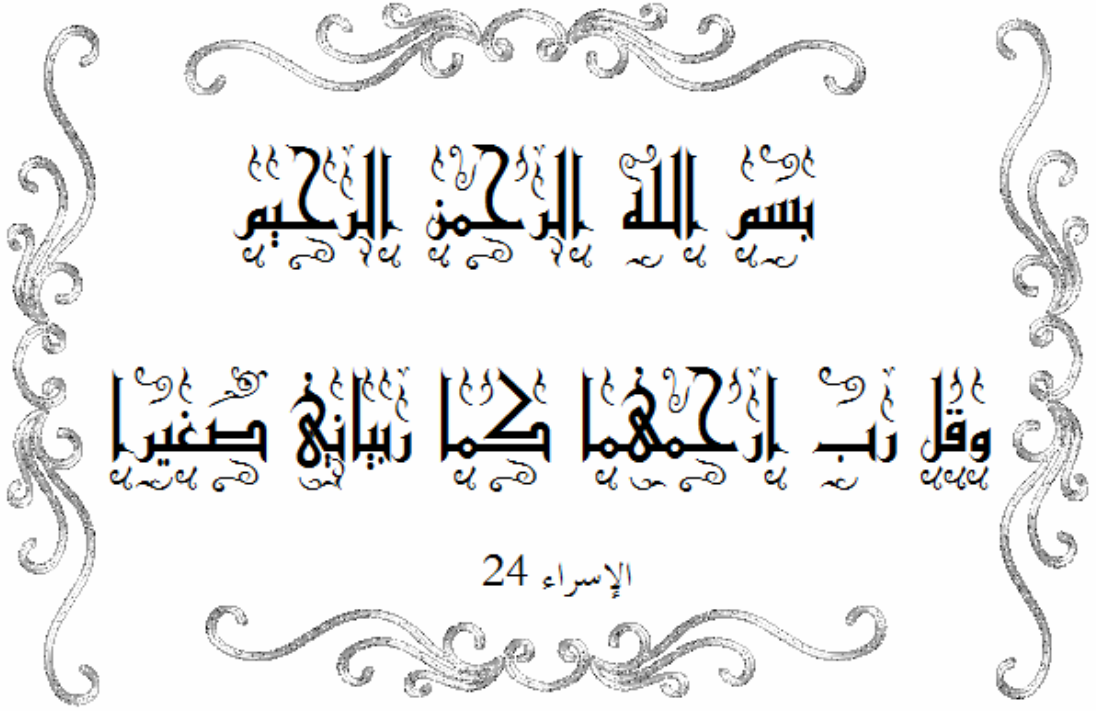 بسم الله الرحمن الرحيم
وقل رب ارحمهما كما ربياني صغيرا
الإسراء 24